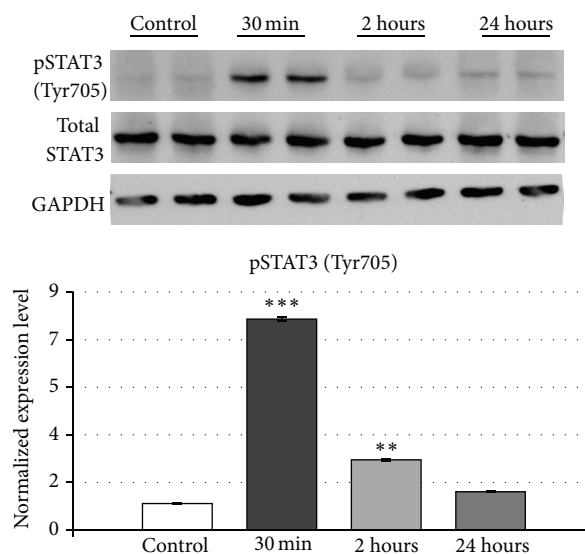 Control 30 min 2 hours 24 hours
pSTAT3
(Tyr705)
Total
STAT3
GAPDH
pSTAT3 (Tyr705)
Normalized expression level
9
***
7
5
4
**
2
0
Control 30 min 2 hours 24 hours